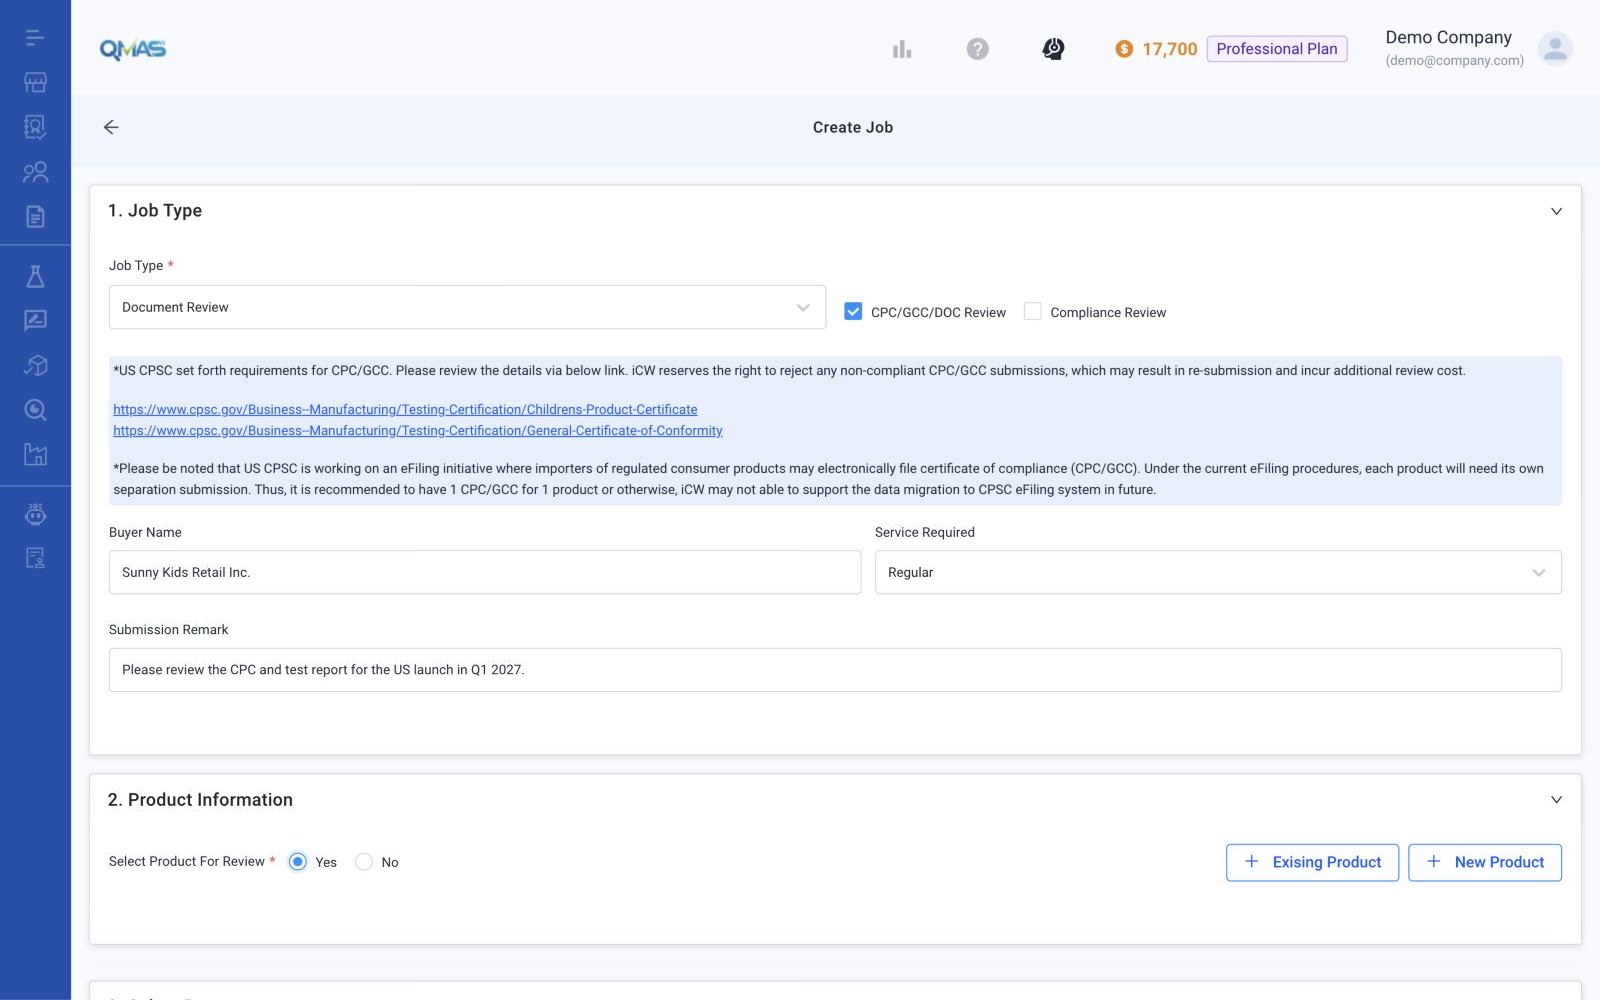 QMAS
17,700
Professional Plan
Demo Company
(demo@company.com)
Create Job
1. Job Type
Job Type *
Document Review
CPC/GCC/DOC Review
Compliance Review
*US CPSC set forth requirements for CPC/GCC. Please review the details via below link. iCW reserves the right to reject any non-compliant CPC/GCC submissions, which may result in re-submission and incur additional review cost.
https://www.cpsc.gov/Business--Manufacturing/Testing-Certification/Childrens-Product-Certificate
https://www.cpsc.gov/Business--Manufacturing/Testing-Certification/General-Certificate-of-Conformity
*Please be noted that US CPSC is working on an eFiling initiative where importers of regulated consumer products may electronically file certificate of compliance (CPC/GCC). Under the current eFiling procedures, each product will need its own
separation submission. Thus, it is recommended to have 1 CPC/GCC for 1 product or otherwise, iCW may not able to support the data migration to CPSC eFiling system in future.
Buyer Name
Service Required
Sunny Kids Retail Inc.
Regular
Submission Remark
Please review the CPC and test report for the US launch in Q1 2027.
2. Product Information
Select Product For Review *
Yes
No
Exising Product
New Product